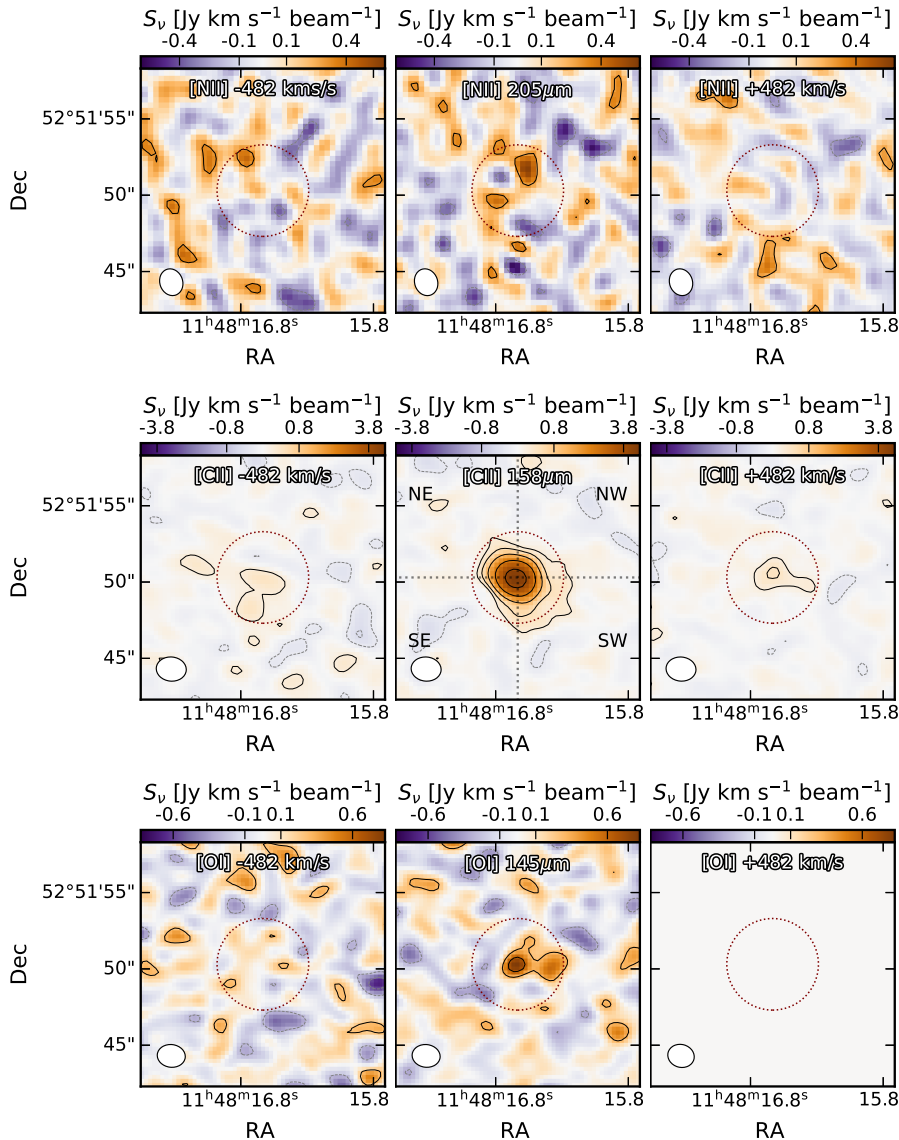 Sν [Jy km s⁻¹ beam⁻¹] Sν [Jy km s⁻¹ beam⁻¹] Sν [Jy km s⁻¹ beam⁻¹]
-0.4 -0.1 0.1 0.4 -0.4 -0.1 0.1 0.4 -0.4 -0.1 0.1 0.4
[NII] -482 kms/s [NII] 205μm [NII] +482 km/s
52°51'55"
50"
45"
Dec
11ʰ48ᵐ16.8ˢ 15.8 11ʰ48ᵐ16.8ˢ 15.8 11ʰ48ᵐ16.8ˢ 15.8
RA RA RA
Sν [Jy km s⁻¹ beam⁻¹] Sν [Jy km s⁻¹ beam⁻¹] Sν [Jy km s⁻¹ beam⁻¹]
-3.8 -0.8 0.8 3.8 -3.8 -0.8 0.8 3.8 -3.8 -0.8 0.8 3.8
[CII] -482 km/s [CII] 158μm [CII] +482 km/s
NE NW
SE SW
52°51'55"
50"
45"
Dec
11ʰ48ᵐ16.8ˢ 15.8 11ʰ48ᵐ16.8ˢ 15.8 11ʰ48ᵐ16.8ˢ 15.8
RA RA RA
Sν [Jy km s⁻¹ beam⁻¹] Sν [Jy km s⁻¹ beam⁻¹] Sν [Jy km s⁻¹ beam⁻¹]
-0.6 -0.1 0.1 0.6 -0.6 -0.1 0.1 0.6 -0.6 -0.1 0.1 0.6
[OI] -482 km/s [OI] 145μm [OI] +482 km/s
52°51'55"
50"
45"
Dec
11ʰ48ᵐ16.8ˢ 15.8 11ʰ48ᵐ16.8ˢ 15.8 11ʰ48ᵐ16.8ˢ 15.8
RA RA RA